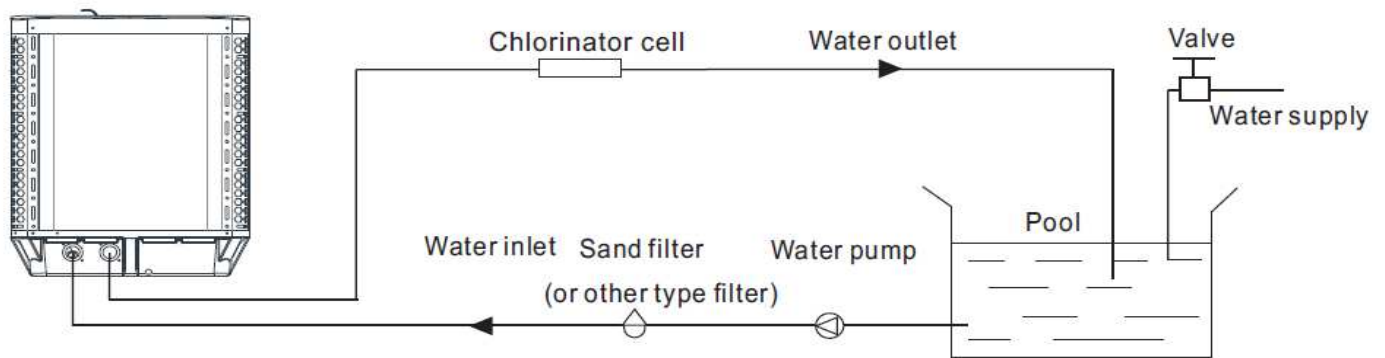 Chlorinator cell
Water outlet
Valve
Water supply
Pool
Water inlet
Sand filter
(or other type filter)
Water pump